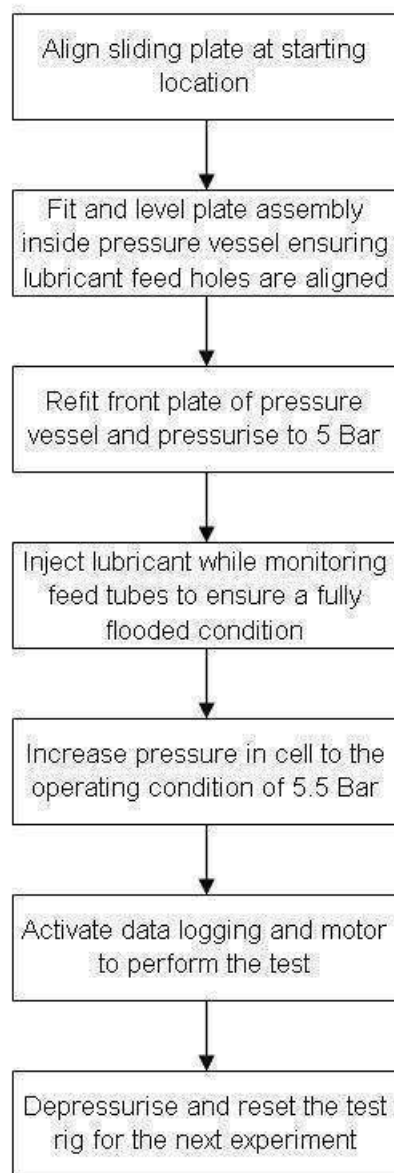 Align sliding plate at starting
location
Fit and level plate assembly
inside pressure vessel ensuring
lubricant feed holes are aligned
Refit front plate of pressure
vessel and pressurise to 5 Bar
Inject lubricant while monitoring
feed tubes to ensure a fully
flooded condition
Increase pressure in cell to the
operating condition of 5.5 Bar
Activate data logging and motor
to perform the test
Depressurise and reset the test
rig for the next experiment